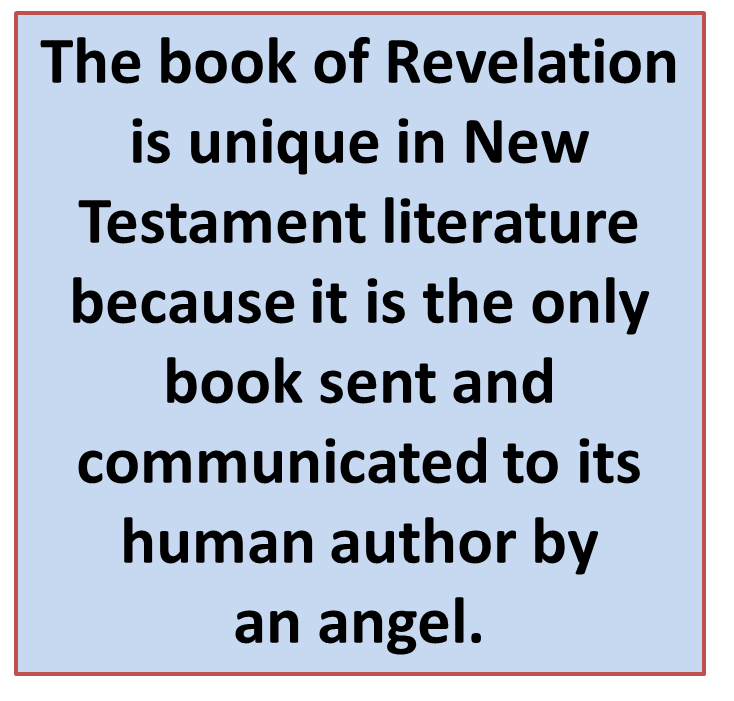 The book of Revelation
is unique in New
Testament literature
because it is the only
book sent and
communicated to its
human author by
an angel.